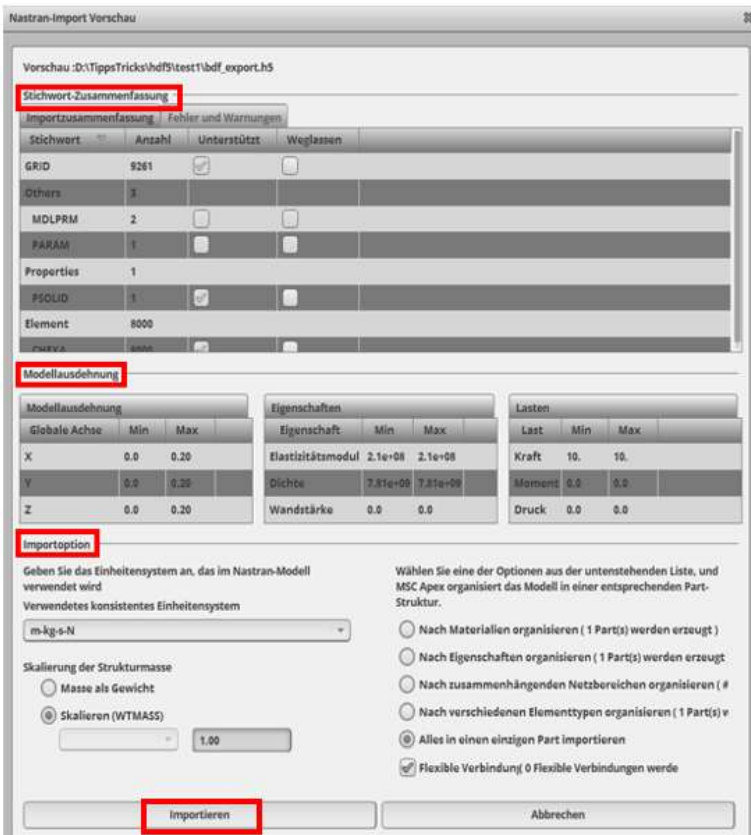 Nastran-Import Vorschau
Vorschau :D:\TippsTricks\hdf5\test1\bdf_export.h5
Stichwort-Zusammenfassung
Importzusammenfassung Fehler und Warnungen
Stichwort Anzahl Unterstützt Weglassen
GRID 9261
Others 3
MDLPRM 2
PARAM 1
Properties 1
PSOLID 1
Element 8000
CHEXA 8000
Modellausdehnung
Modellausdehnung
Globale Achse Min Max
X 0.0 0.20
Y 0.0 0.20
Z 0.0 0.20
Eigenschaften
Eigenschaft Min Max
Elastizitätsmodul 2.1e+08 2.1e+08
Dichte 7.81e+09 7.81e+09
Wandstärke 0.0 0.0
Lasten
Last Min Max
Kraft 10. 10.
Moment 0.0 0.0
Druck 0.0 0.0
Importoption
Geben Sie das Einheitensystem an, das im Nastran-Modell
verwendet wird
Verwendetes konsistentes Einheitensystem
m-kg-s-N
Skalierung der Strukturmasse
Masse als Gewicht
Skalieren (WTMASS)
1.00
Wählen Sie eine der Optionen aus der untenstehenden Liste, und
MSC Apex organisiert das Modell in einer entsprechenden Part-
Struktur.
Nach Materialien organisieren ( 1 Part(s) werden erzeugt )
Nach Eigenschaften organisieren ( 1 Part(s) werden erzeugt
Nach zusammenhängenden Netzbereichen organisieren ( #
Nach verschiedenen Elementtypen organisieren ( 1 Part(s) w
Alles in einen einzigen Part importieren
Flexible Verbindung( 0 Flexible Verbindungen werde
Importieren
Abbrechen